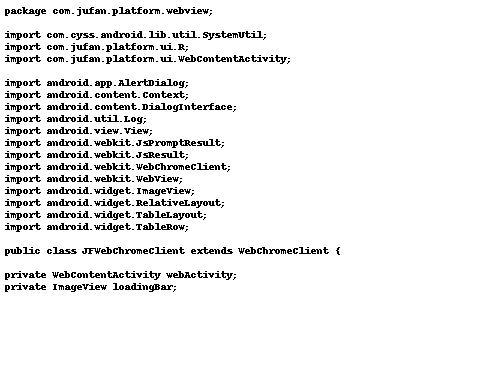 package com.jufan.platform.webview;

import com.cyss.android.lib.util.SystemUtil;
import com.jufan.platform.ui.R;
import com.jufan.platform.ui.WebContentActivity;

import android.app.AlertDialog;
import android.content.Context;
import android.content.DialogInterface;
import android.util.Log;
import android.view.View;
import android.webkit.JsPromptResult;
import android.webkit.JsResult;
import android.webkit.WebChromeClient;
import android.webkit.WebView;
import android.widget.ImageView;
import android.widget.RelativeLayout;
import android.widget.TableLayout;
import android.widget.TableRow;

public class JFWebChromeClient extends WebChromeClient {

private WebContentActivity webActivity;
private ImageView loadingBar;